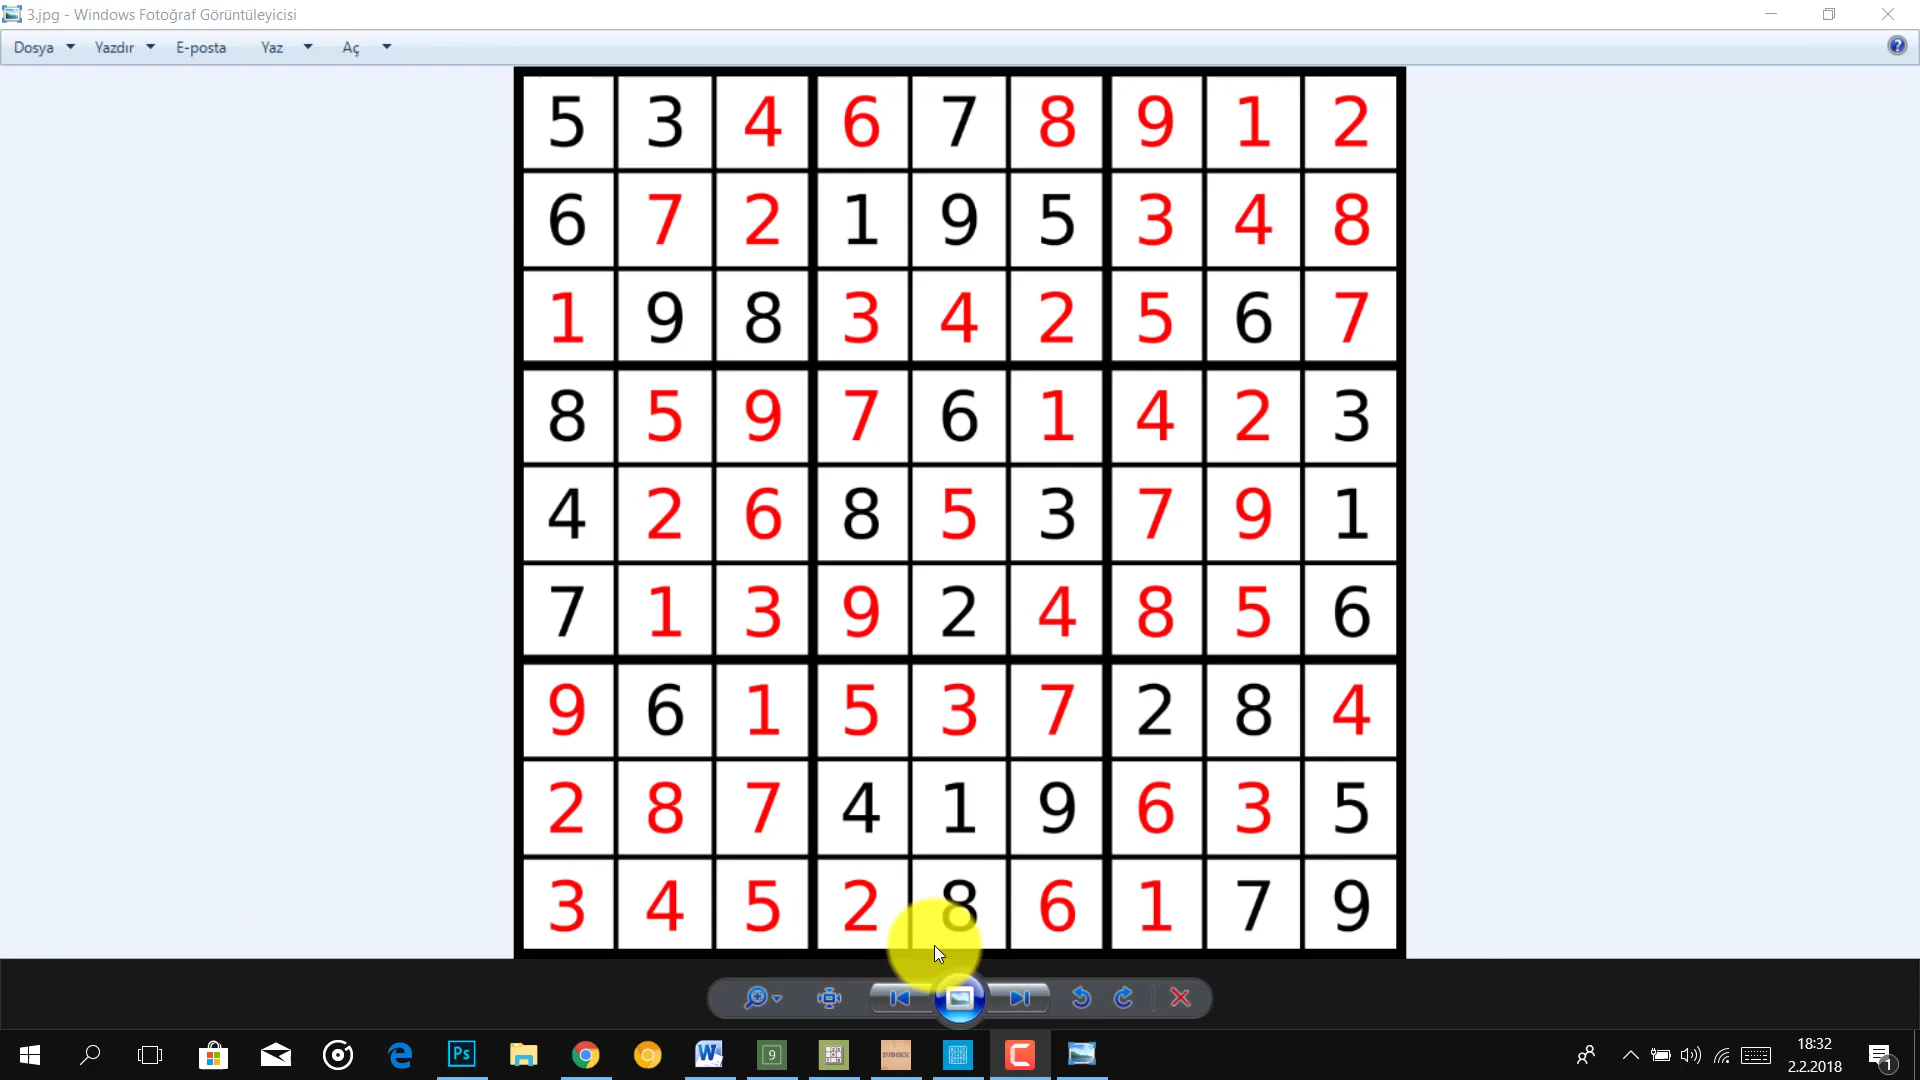 3.jpg - Windows Fotoğraf Görüntüleyicisi
Dosya Yazdır E-posta Yaz Aç
5 3 4 6 7 8 9 1 2
6 7 2 1 9 5 3 4 8
1 9 8 3 4 2 5 6 7
8 5 9 7 6 1 4 2 3
4 2 6 8 5 3 7 9 1
7 1 3 9 2 4 8 5 6
9 6 1 5 3 7 2 8 4
2 8 7 4 1 9 6 3 5
3 4 5 2 8 6 1 7 9
Ps 9 SUDOKU 18:32
2.2.2018 1